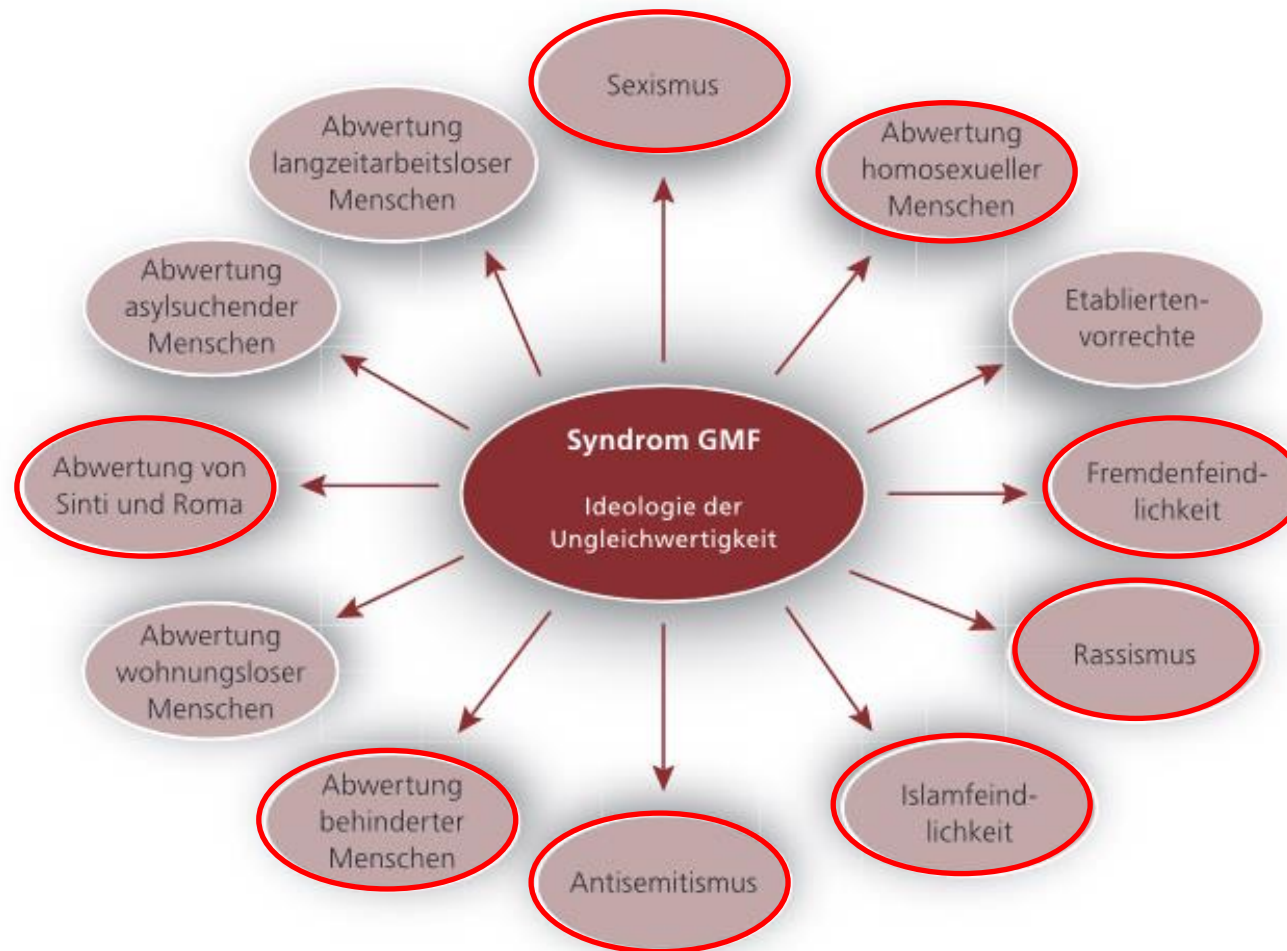 Sexismus
Abwertung
homosexueller
Menschen
Etablierten-
vorrechte
Fremdenfeind-
lichkeit
Rassismus
Islamfeind-
lichkeit
Antisemitismus
Abwertung
behinderter
Menschen
Abwertung
wohnungsloser
Menschen
Abwertung von
Sinti und Roma
Abwertung
asylsuchender
Menschen
Abwertung
langzeitarbeitsloser
Menschen
Syndrom GMF
Ideologie der
Ungleichwertigkeit